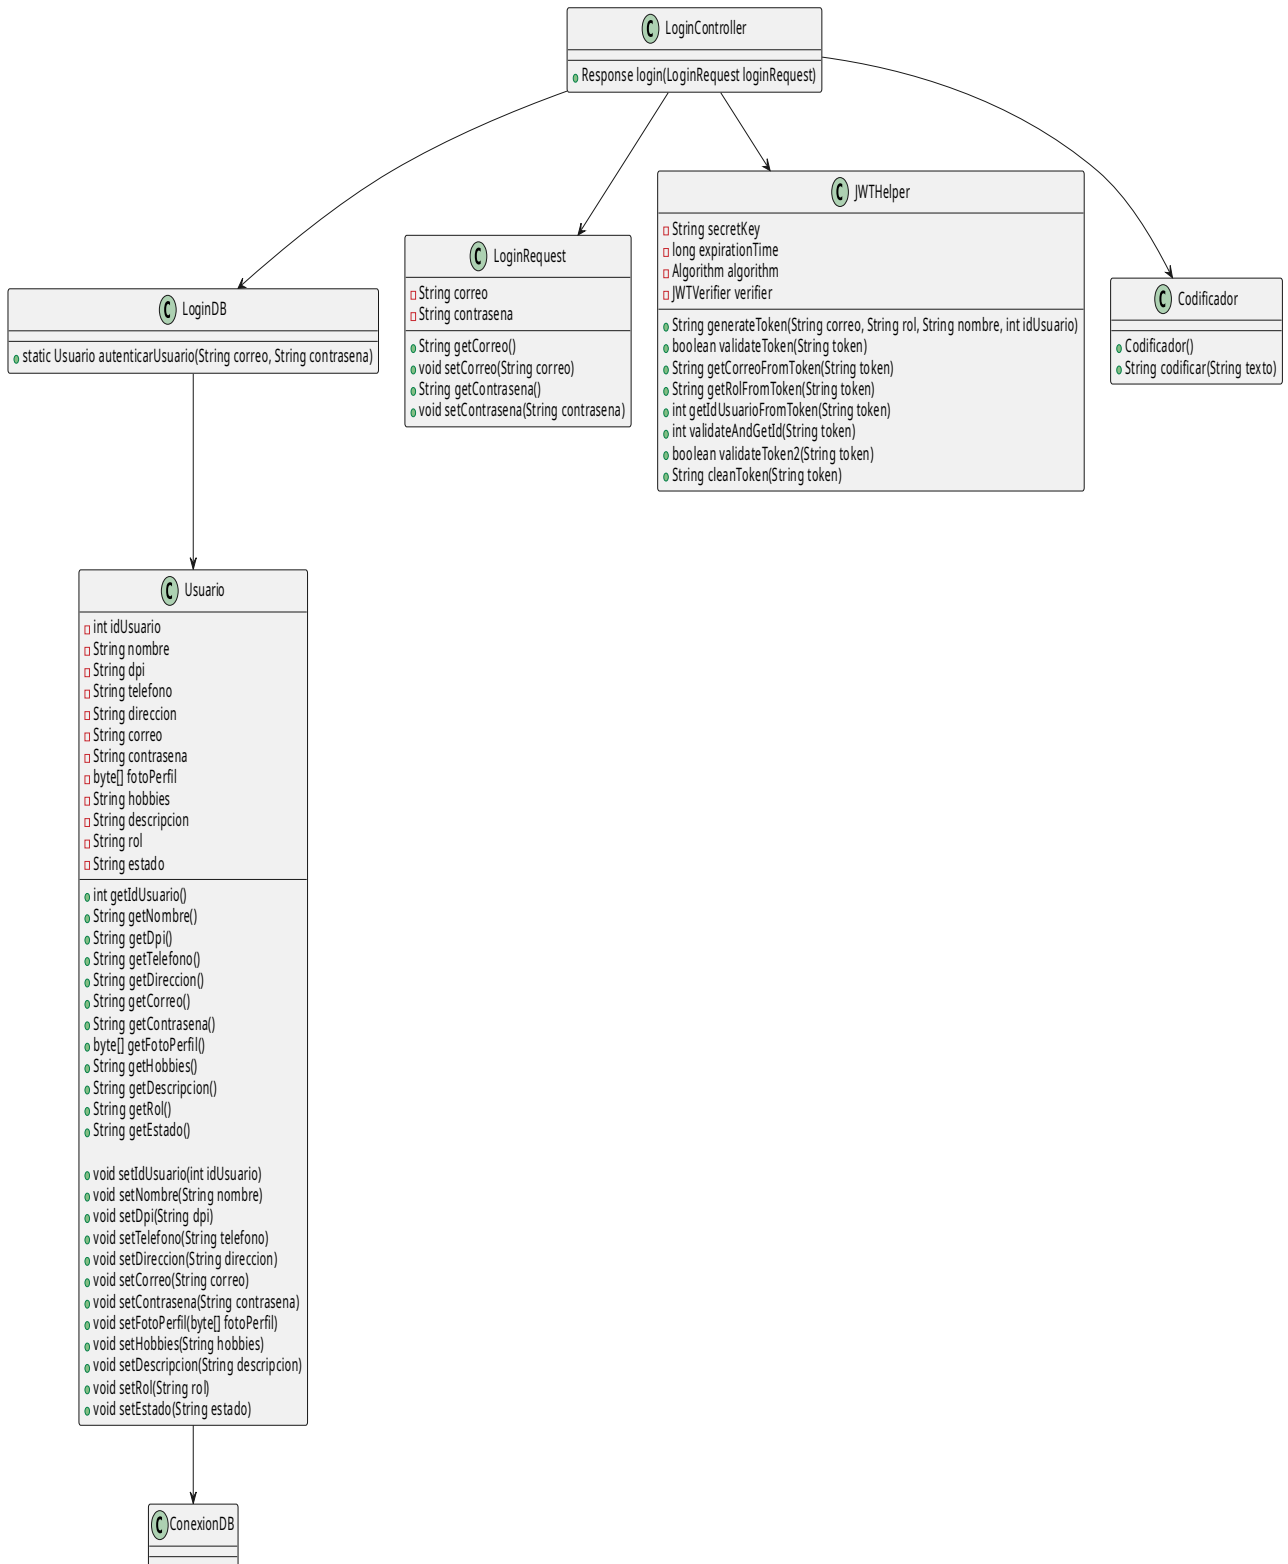 C LoginController
Response login(LoginRequest loginRequest)
C JWTHelper
String secretKey
long expirationTime
Algorithm algorithm
JWTVerifier verifier
String generateToken(String correo, String rol, String nombre, int idUsuario)
boolean validateToken(String token)
String getCorreoFromToken(String token)
String getRolFromToken(String token)
int getIdUsuarioFromToken(String token)
int validateAndGetId(String token)
boolean validateToken2(String token)
String cleanToken(String token)
C LoginRequest
String correo
String contrasena
String getCorreo()
void setCorreo(String correo)
String getContrasena()
void setContrasena(String contrasena)
C Codificador
Codificador()
String codificar(String texto)
C LoginDB
static Usuario autenticarUsuario(String correo, String contrasena)
C Usuario
int idUsuario
String nombre
String dpi
String telefono
String direccion
String correo
String contrasena
byte[] fotoPerfil
String hobbies
String descripcion
String rol
String estado
int getIdUsuario()
String getNombre()
String getDpi()
String getTelefono()
String getDireccion()
String getCorreo()
String getContrasena()
byte[] getFotoPerfil()
String getHobbies()
String getDescripcion()
String getRol()
String getEstado()
void setIdUsuario(int idUsuario)
void setNombre(String nombre)
void setDpi(String dpi)
void setTelefono(String telefono)
void setDireccion(String direccion)
void setCorreo(String correo)
void setContrasena(String contrasena)
void setFotoPerfil(byte[] fotoPerfil)
void setHobbies(String hobbies)
void setDescripcion(String descripcion)
void setRol(String rol)
void setEstado(String estado)
C ConexionDB